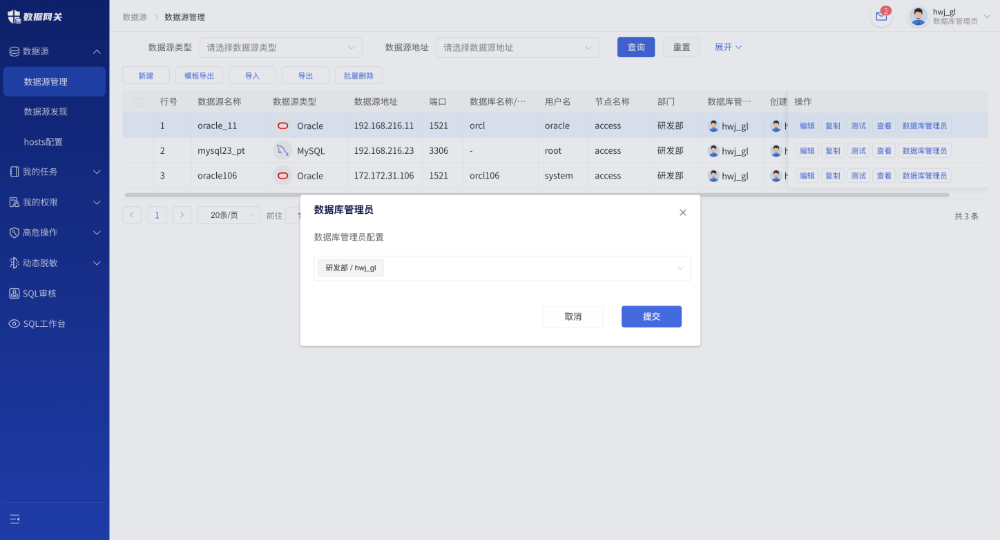 数据网关
数据源
数据源管理
数据源发现
hosts配置
我的任务
我的权限
高危操作
动态脱敏
SQL审核
SQL工作台
数据源 > 数据源管理
2
hwj_gl
数据库管理员
数据源类型 请选择数据源类型 数据源地址 请选择数据源地址 查询 重置 展开
新建 模板导出 导入 导出 批量删除
行号 数据源名称 数据源类型 数据源地址 端口 数据库名称/··· 用户名 节点名称 部门 数据库管··· 创建 操作
1 oracle_11 Oracle 192.168.216.11 1521 orcl oracle access 研发部 hwj_gl 编辑 复制 测试 查看 数据库管理员
2 mysql23_pt MySQL 192.168.216.23 3306 - root access 研发部 hwj_gl 编辑 复制 测试 查看 数据库管理员
3 oracle106 Oracle 172.172.31.106 1521 orcl106 system access 研发部 hwj_gl 编辑 复制 测试 查看 数据库管理员
1 20条/页 前往 共 3 条
数据库管理员
数据库管理员配置
研发部 / hwj_gl
取消 提交